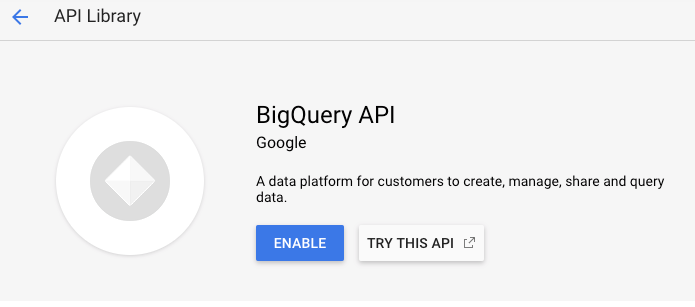 API Library
BigQuery API
Google
A data platform for customers to create, manage, share and query
data.
ENABLE
TRY THIS API